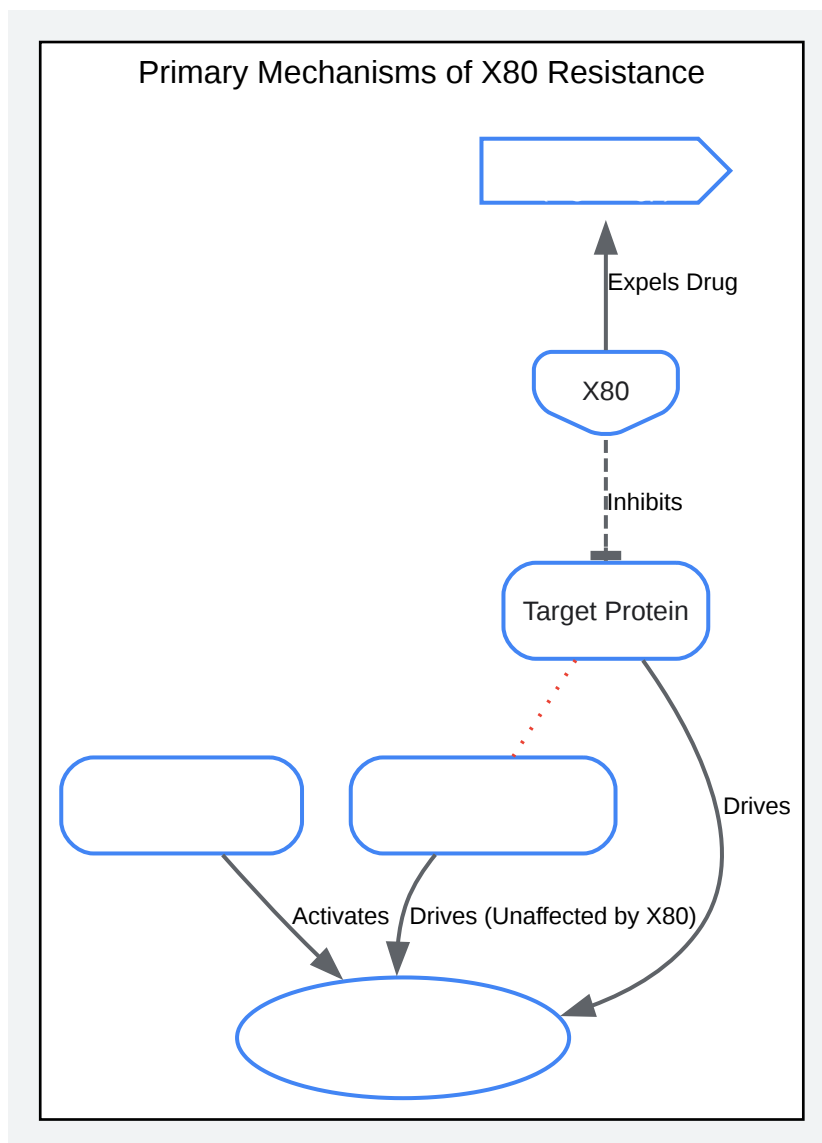 Primary Mechanisms of X80 Resistance
Expels Drug
X80
Inhibits
Target Protein
Drives
Activates
Drives (Unaffected by X80)